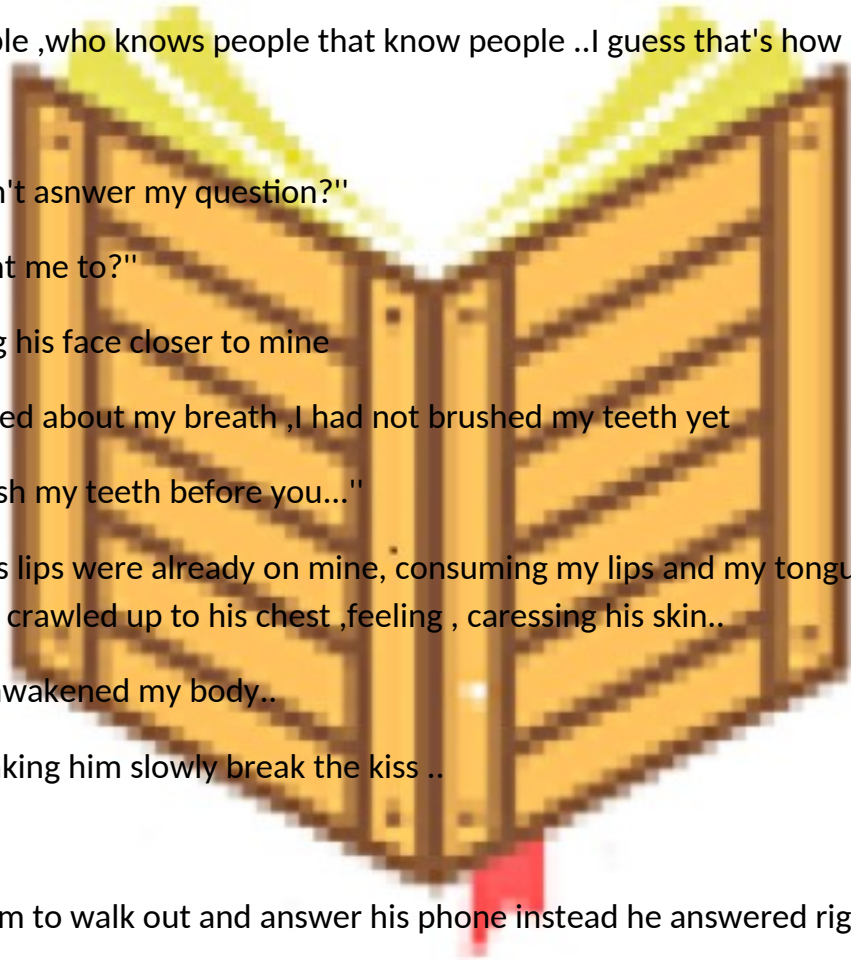 ple ,who knows people that know people ..I guess that's how
n't asnwer my question?''
nt me to?''
g his face closer to mine
ed about my breath ,I had not brushed my teeth yet
sh my teeth before you...''
s lips were already on mine, consuming my lips and my tongu
crawled up to his chest ,feeling , caressing his skin..
awakened my body..
king him slowly break the kiss ..
m to walk out and answer his phone instead he answered rig